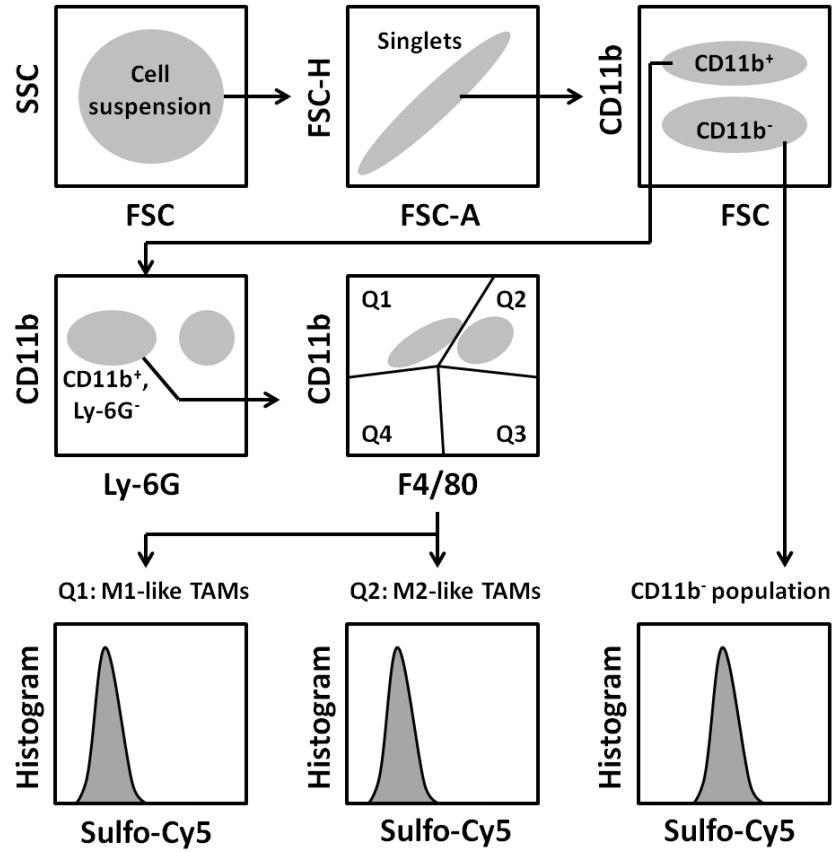 SSC
Cell
suspension
FSC
FSC-H
Singlets
FSC-A
CD11b
CD11b⁺
CD11b⁻
FSC
CD11b
CD11b⁺,
Ly-6G⁻
Ly-6G
CD11b
Q1
Q2
Q4
Q3
F4/80
Q1: M1-like TAMs
Q2: M2-like TAMs
CD11b⁻ population
Histogram
Sulfo-Cy5
Histogram
Sulfo-Cy5
Histogram
Sulfo-Cy5